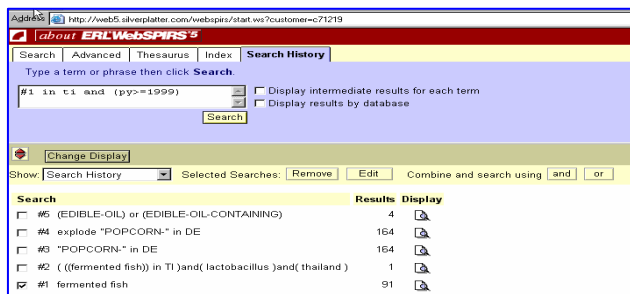 Address http://web5.silverplatter.com/webspirs/start.ws?customer=c71219
about ERL WebSPIRS 5
Search Advanced Thesaurus Index Search History
Type a term or phrase then click Search.
#1 in ti and (py>=1999) Display intermediate results for each term
Display results by database
Search
Change Display
Show: Search History Selected Searches: Remove Edit Combine and search using and or
Search Results Display
#5 (EDIBLE-OIL) or (EDIBLE-OIL-CONTAINING) 4
#4 explode "POPCORN-" in DE 164
#3 "POPCORN-" in DE 164
#2 ( ((fermented fish)) in TI )and( lactobacillus )and( thailand ) 1
#1 fermented fish 91